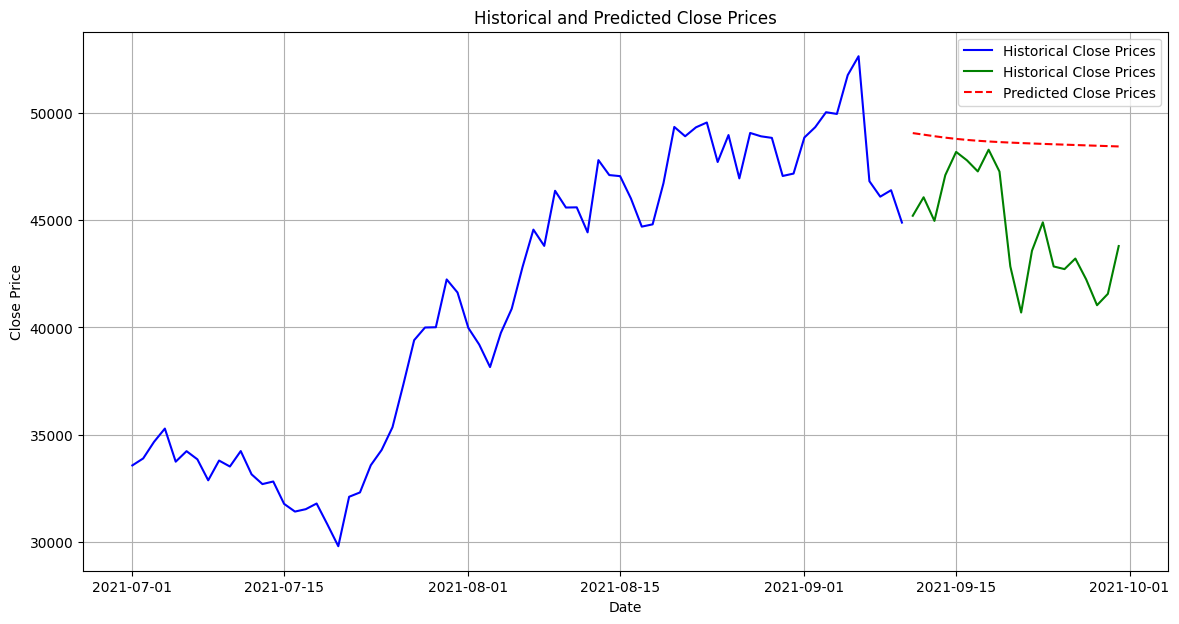 Historical and Predicted Close Prices
Historical Close Prices
Historical Close Prices
Predicted Close Prices
Close Price
50000
45000
40000
35000
30000
2021-07-01
2021-07-15
2021-08-01
2021-08-15
2021-09-01
2021-09-15
2021-10-01
Date